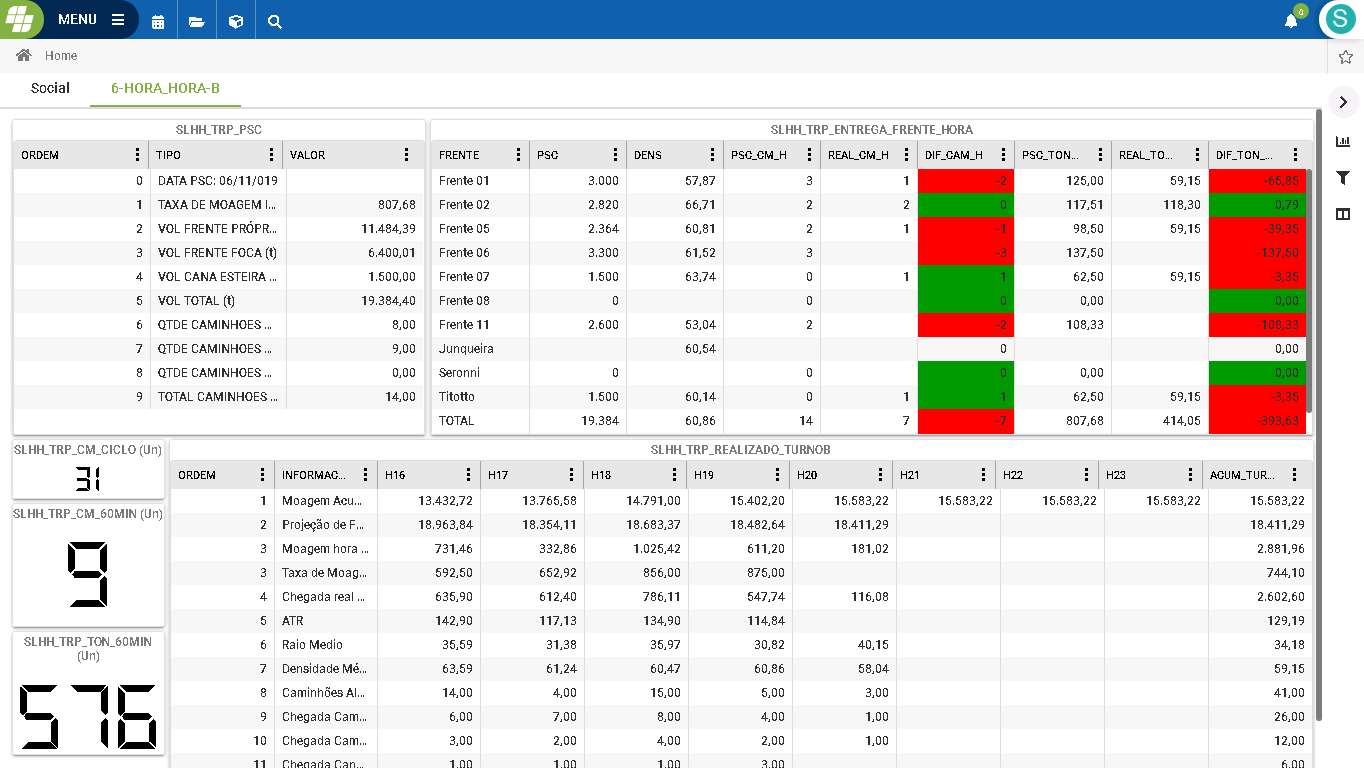 MENU
0
S
Home
Social 6-HORA_HORA-B
SLHH_TRP_PSC
ORDEM TIPO VALOR
0 DATA PSC: 06/11/019
1 TAXA DE MOAGEM I... 807,68
2 VOL FRENTE PRÓPR... 11.484,39
3 VOL FRENTE FOCA (t) 6.400,01
4 VOL CANA ESTEIRA ... 1.500,00
5 VOL TOTAL (t) 19.384,40
6 QTDE CAMINHOES ... 8,00
7 QTDE CAMINHOES ... 9,00
8 QTDE CAMINHOES ... 0,00
9 TOTAL CAMINHOES ... 14,00
SLHH_TRP_ENTREGA_FRENTE_HORA
FRENTE PSC DENS PSC_CM_H REAL_CM_H DIF_CAM_H PSC_TON... REAL_TO... DIF_TON_...
Frente 01 3.000 57,87 3 1 -2 125,00 59,15 -65,85
Frente 02 2.820 66,71 2 2 0 117,51 118,30 0,79
Frente 05 2.364 60,81 2 1 -1 98,50 59,15 -39,35
Frente 06 3.300 61,52 3 -3 137,50 -137,50
Frente 07 1.500 63,74 0 1 1 62,50 59,15 -3,35
Frente 08 0 0 0 0,00 0,00
Frente 11 2.600 53,04 2 -2 108,33 -108,33
Junqueira 60,54 0 0,00
Seronni 0 0 0 0,00 0,00
Titotto 1.500 60,14 0 1 1 62,50 59,15 -3,35
TOTAL 19.384 60,86 14 7 -7 807,68 414,05 -393,63
SLHH_TRP_CM_CICLO (Un)
31
SLHH_TRP_CM_60MIN (Un)
9
SLHH_TRP_TON_60MIN
(Un)
576
SLHH_TRP_REALIZADO_TURNOB
ORDEM INFORMAC... H16 H17 H18 H19 H20 H21 H22 H23 ACUM_TUR...
1 Moagem Acu... 13.432,72 13.765,58 14.791,00 15.402,20 15.583,22 15.583,22 15.583,22 15.583,22 15.583,22
2 Projeção de F... 18.963,84 18.354,11 18.683,37 18.482,64 18.411,29 18.411,29
3 Moagem hora ... 731,46 332,86 1.025,42 611,20 181,02 2.881,96
3 Taxa de Moag... 592,50 652,92 856,00 875,00 744,10
4 Chegada real ... 635,90 612,40 786,11 547,74 116,08 2.602,60
5 ATR 142,90 117,13 134,90 114,84 129,19
6 Raio Medio 35,59 31,38 35,97 30,82 40,15 34,18
7 Densidade Mé... 63,59 61,24 60,47 60,86 58,04 59,15
8 Caminhões Al... 14,00 4,00 15,00 5,00 3,00 41,00
9 Chegada Cam... 6,00 7,00 8,00 4,00 1,00 26,00
10 Chegada Cam... 3,00 2,00 4,00 2,00 1,00 12,00
11 Chegada Can... 1,00 1,00 1,00 3,00 6,00